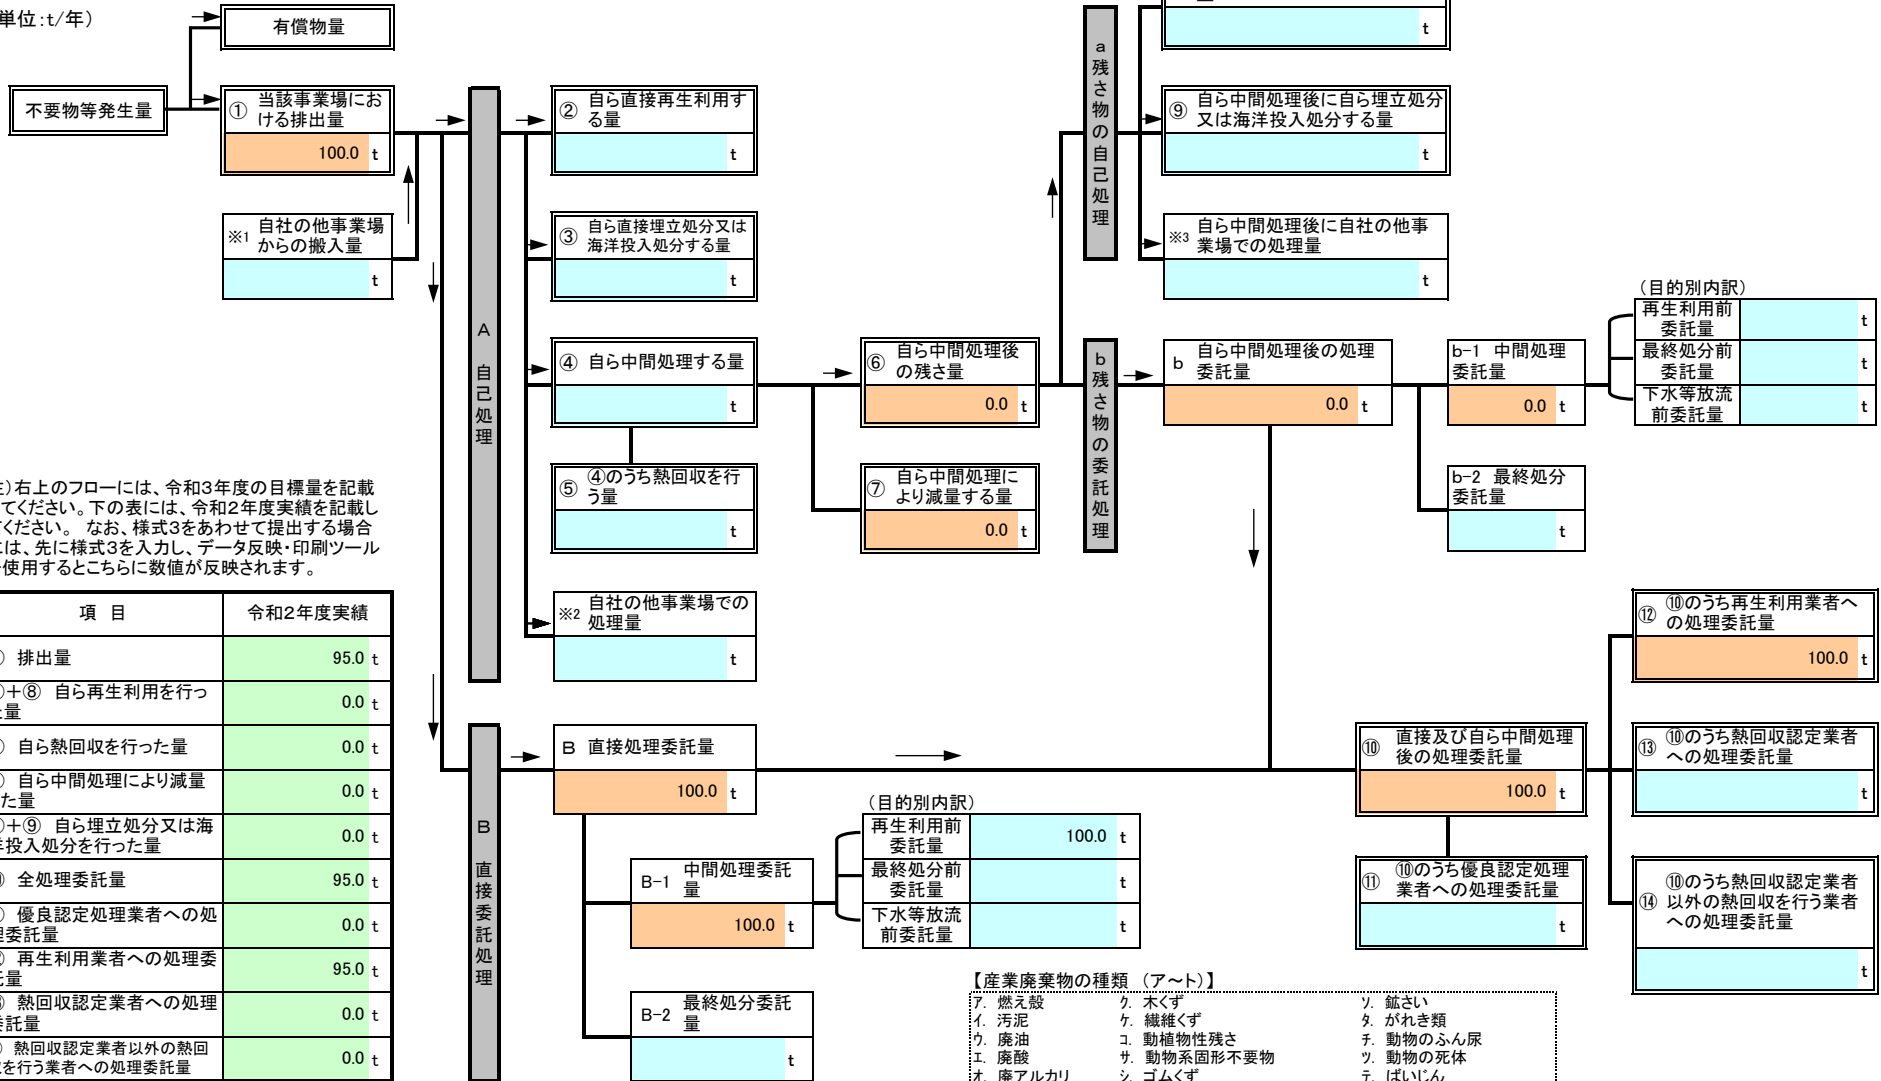 単位:t/年)
有償物量
不要物等発生量
① 当該事業場にお
ける排出量
100.0 t
※1 自社の他事業場
からの搬入量
t
A 自己処理
② 自ら直接再生利用す
る量
t
③ 自ら直接埋立処分又は
海洋投入処分する量
t
④ 自ら中間処理する量
t
⑤ ④のうち熱回収を行
う量
t
※2 自社の他事業場での
処理量
t
⑥ 自ら中間処理後
の残さ量
0.0 t
⑦ 自ら中間処理に
より減量する量
0.0 t
a 残さ物の自己処理
t
⑨ 自ら中間処理後に自ら埋立処分
又は海洋投入処分する量
t
※3 自ら中間処理後に自社の他事
業場での処理量
t
b 残さ物の委託処理
b 自ら中間処理後の処理
委託量
0.0 t
b-1 中間処理
委託量
0.0 t
(目的別内訳)
再生利用前
委託量
t
最終処分前
委託量
t
下水等放流
前委託量
t
b-2 最終処分
委託量
t
)右上のフローには、令和3年度の目標量を記載
てください。下の表には、令和2年度実績を記載し
ください。 なお、様式3をあわせて提出する場合
は、先に様式3を入力し、データ反映・印刷ツール
使用するとこちらに数値が反映されます。
項 目 令和2年度実績
) 排出量 95.0 t
)+⑧ 自ら再生利用を行っ
量 0.0 t
) 自ら熱回収を行った量 0.0 t
) 自ら中間処理により減量
た量 0.0 t
)+⑨ 自ら埋立処分又は海
投入処分を行った量 0.0 t
) 全処理委託量 95.0 t
) 優良認定処理業者への処
委託量 0.0 t
) 再生利用業者への処理委
量 95.0 t
) 熱回収認定業者への処理
託量 0.0 t
) 熱回収認定業者以外の熱回
を行う業者への処理委託量 0.0 t
B 直接委託処理
B 直接処理委託量
100.0 t
B-1 中間処理委託
量
100.0 t
B-2 最終処分委託
量
t
(目的別内訳)
再生利用前
委託量
100.0 t
最終処分前
委託量
t
下水等放流
前委託量
t
⑩ 直接及び自ら中間処理
後の処理委託量
100.0 t
⑪ ⑩のうち優良認定処理
業者への処理委託量
t
⑫ ⑩のうち再生利用業者へ
の処理委託量
100.0 t
⑬ ⑩のうち熱回収認定業者
への処理委託量
t
⑭ ⑩のうち熱回収認定業者
以外の熱回収を行う業者
への処理委託量
t
【産業廃棄物の種類 (ア~ト)】
ア. 燃え殻 ク. 木くず ソ. 鉱さい
イ. 汚泥 ケ. 繊維くず タ. がれき類
ウ. 廃油 コ. 動植物性残さ チ. 動物のふん尿
エ. 廃酸 サ. 動物系固形不要物 ツ. 動物の死体
オ. 廃アルカリ シ. ゴムくず テ. ばいじん